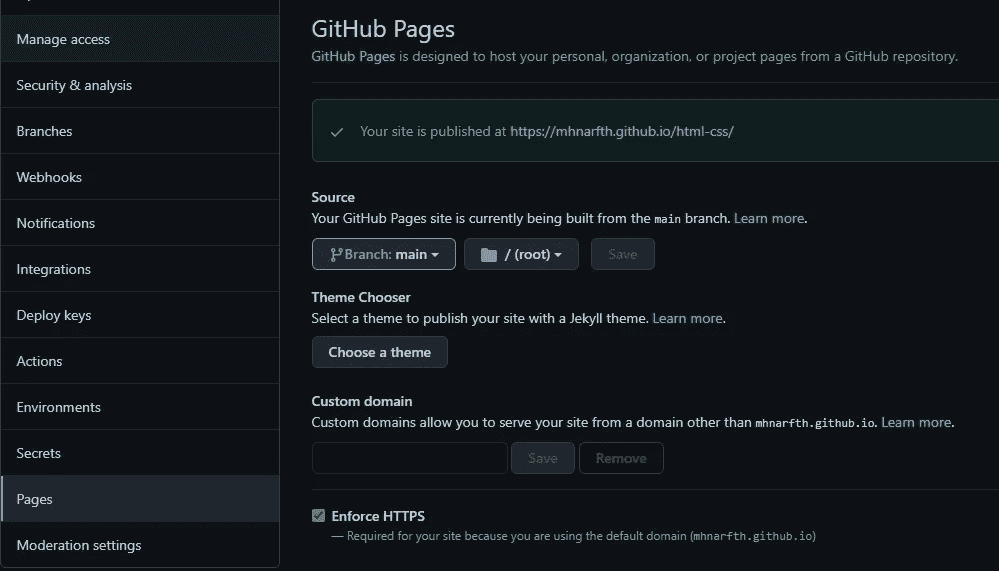 Manage access
Security & analysis
Branches
Webhooks
Notifications
Integrations
Deploy keys
Actions
Environments
Secrets
Pages
Moderation settings
GitHub Pages
GitHub Pages is designed to host your personal, organization, or project pages from a GitHub repository.
Your site is published at https://mhnarfth.github.io/html-css/
Source
Your GitHub Pages site is currently being built from the main branch. Learn more.
Branch: main
/ (root)
Save
Theme Chooser
Select a theme to publish your site with a Jekyll theme. Learn more.
Choose a theme
Custom domain
Custom domains allow you to serve your site from a domain other than mhnarfth.github.io. Learn more.
Save
Remove
Enforce HTTPS
— Required for your site because you are using the default domain (mhnarfth.github.io)